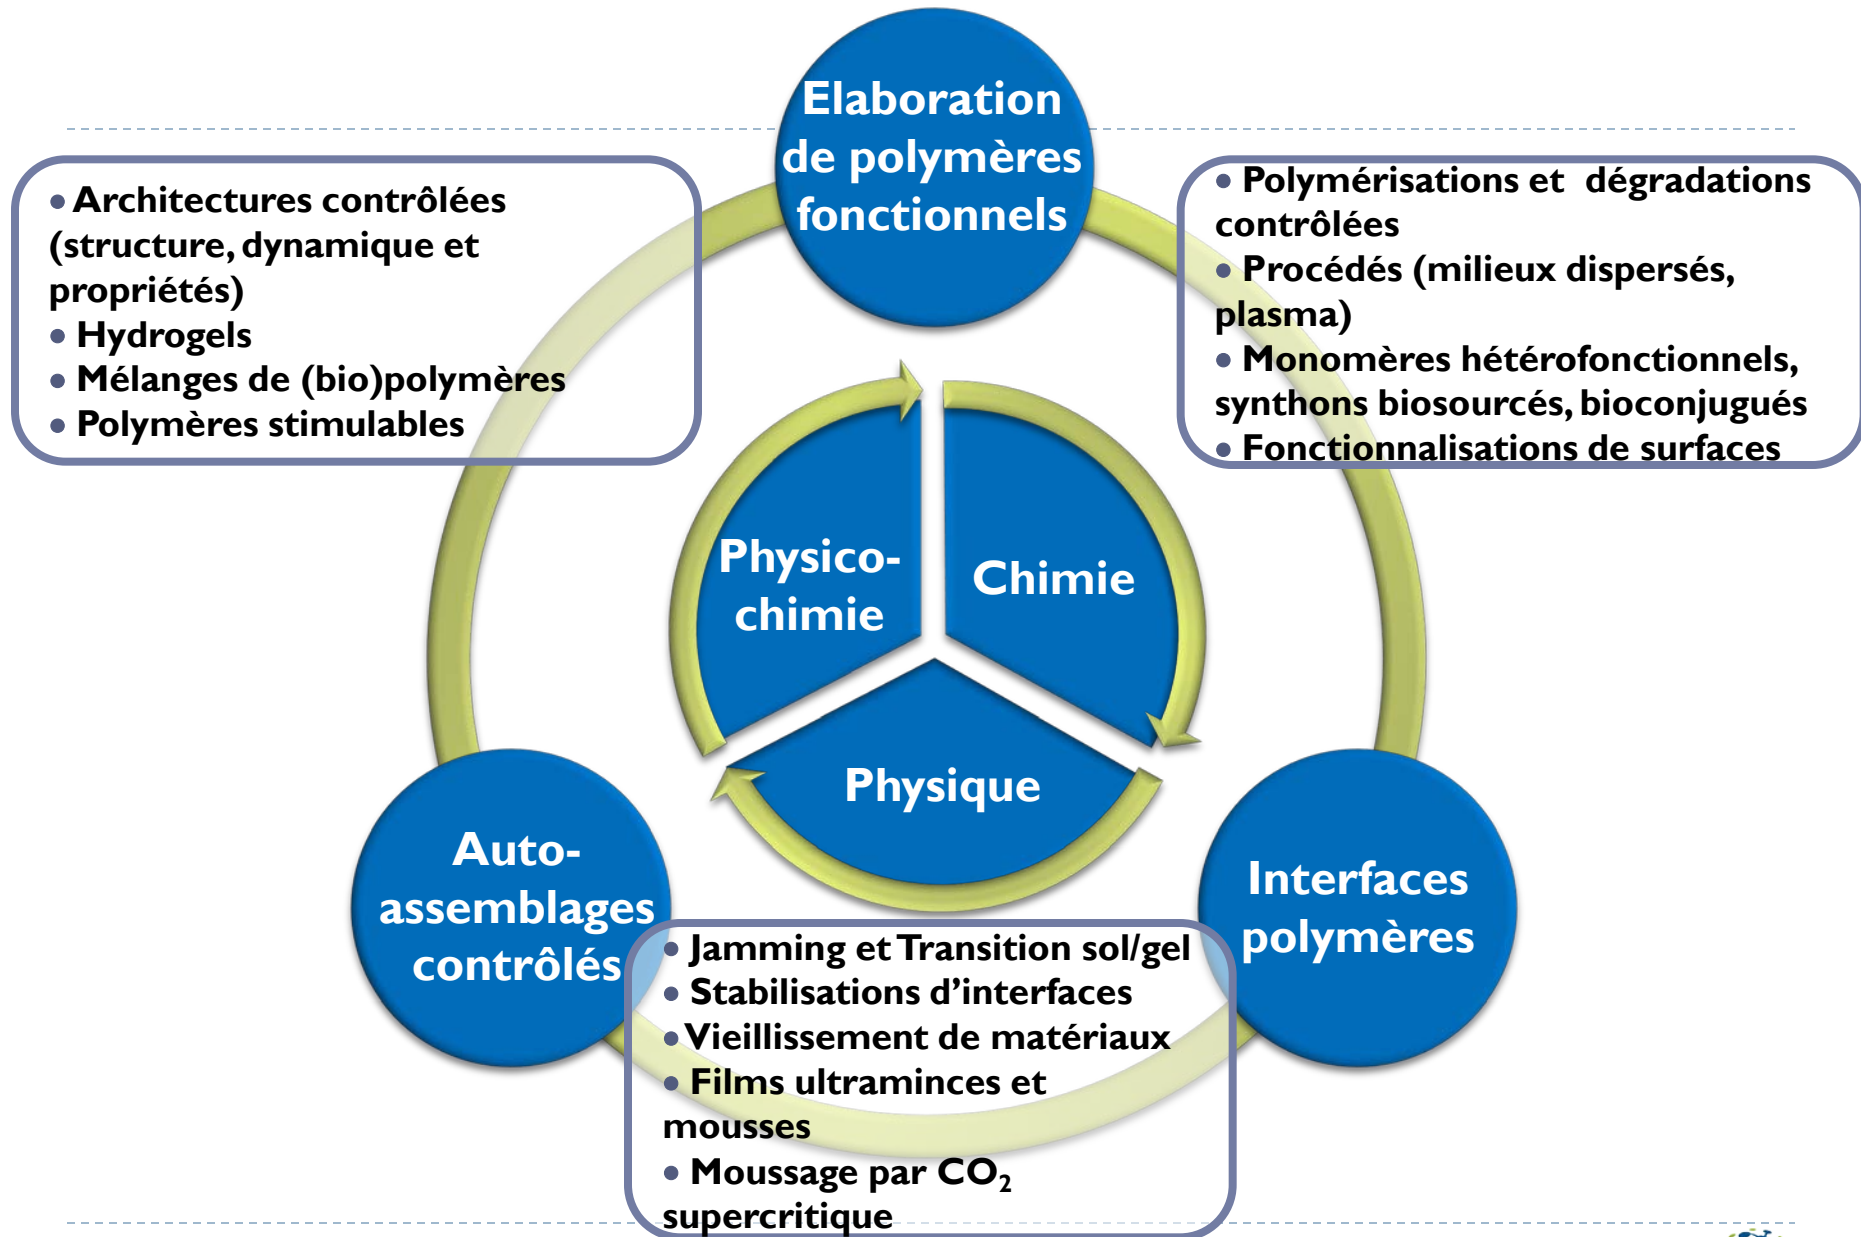 Elaboration
de polymères
fonctionnels
• Architectures contrôlées
(structure, dynamique et
propriétés)
• Hydrogels
• Mélanges de (bio)polymères
• Polymères stimulables
• Polymérisations et dégradations
contrôlées
• Procédés (milieux dispersés,
plasma)
• Monomères hétérofonctionnels,
synthons biosourcés, bioconjugués
• Fonctionnalisations de surfaces
Physico-
chimie
Chimie
Physique
Auto-
assemblages
contrôlés
Interfaces
polymères
• Jamming et Transition sol/gel
• Stabilisations d’interfaces
• Vieillissement de matériaux
• Films ultraminces et
mousses
• Moussage par CO₂
supercritique